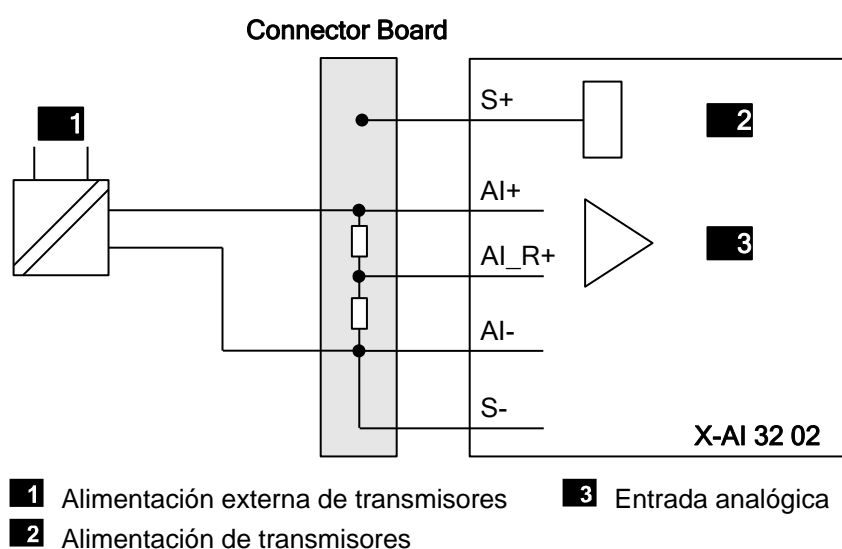 Connector Board
S+
1
2
AI+
AI_R+
3
AI-
S-
X-AI 32 02
1 Alimentación externa de transmisores
3 Entrada analógica
2 Alimentación de transmisores